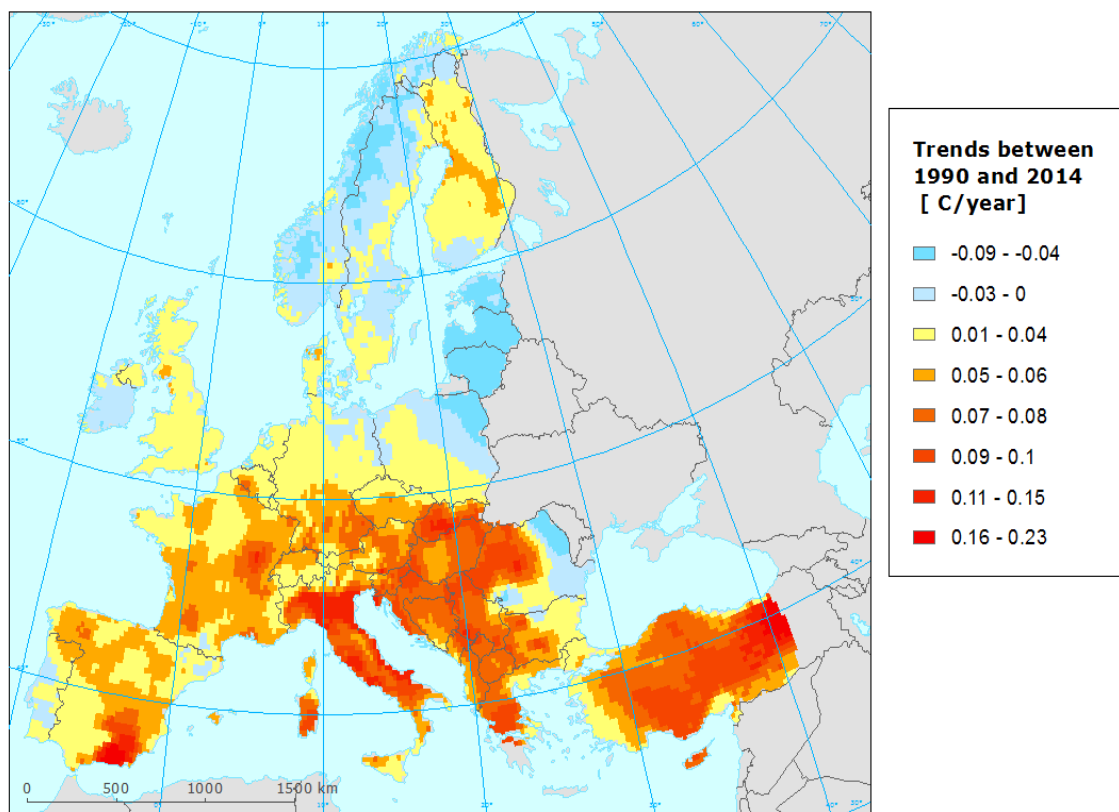 Trends between
1990 and 2014
[ C/year]
-0.09 - -0.04
-0.03 - 0
0.01 - 0.04
0.05 - 0.06
0.07 - 0.08
0.09 - 0.1
0.11 - 0.15
0.16 - 0.23
0 500 1000 1500 km